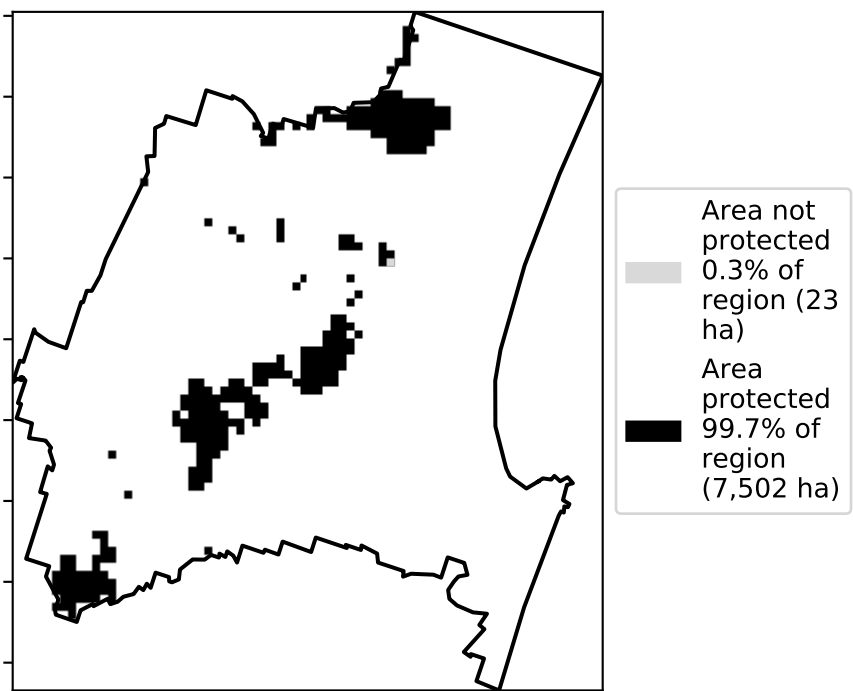 Area not
protected
0.3% of
region (23
ha)
Area
protected
99.7% of
region
(7,502 ha)